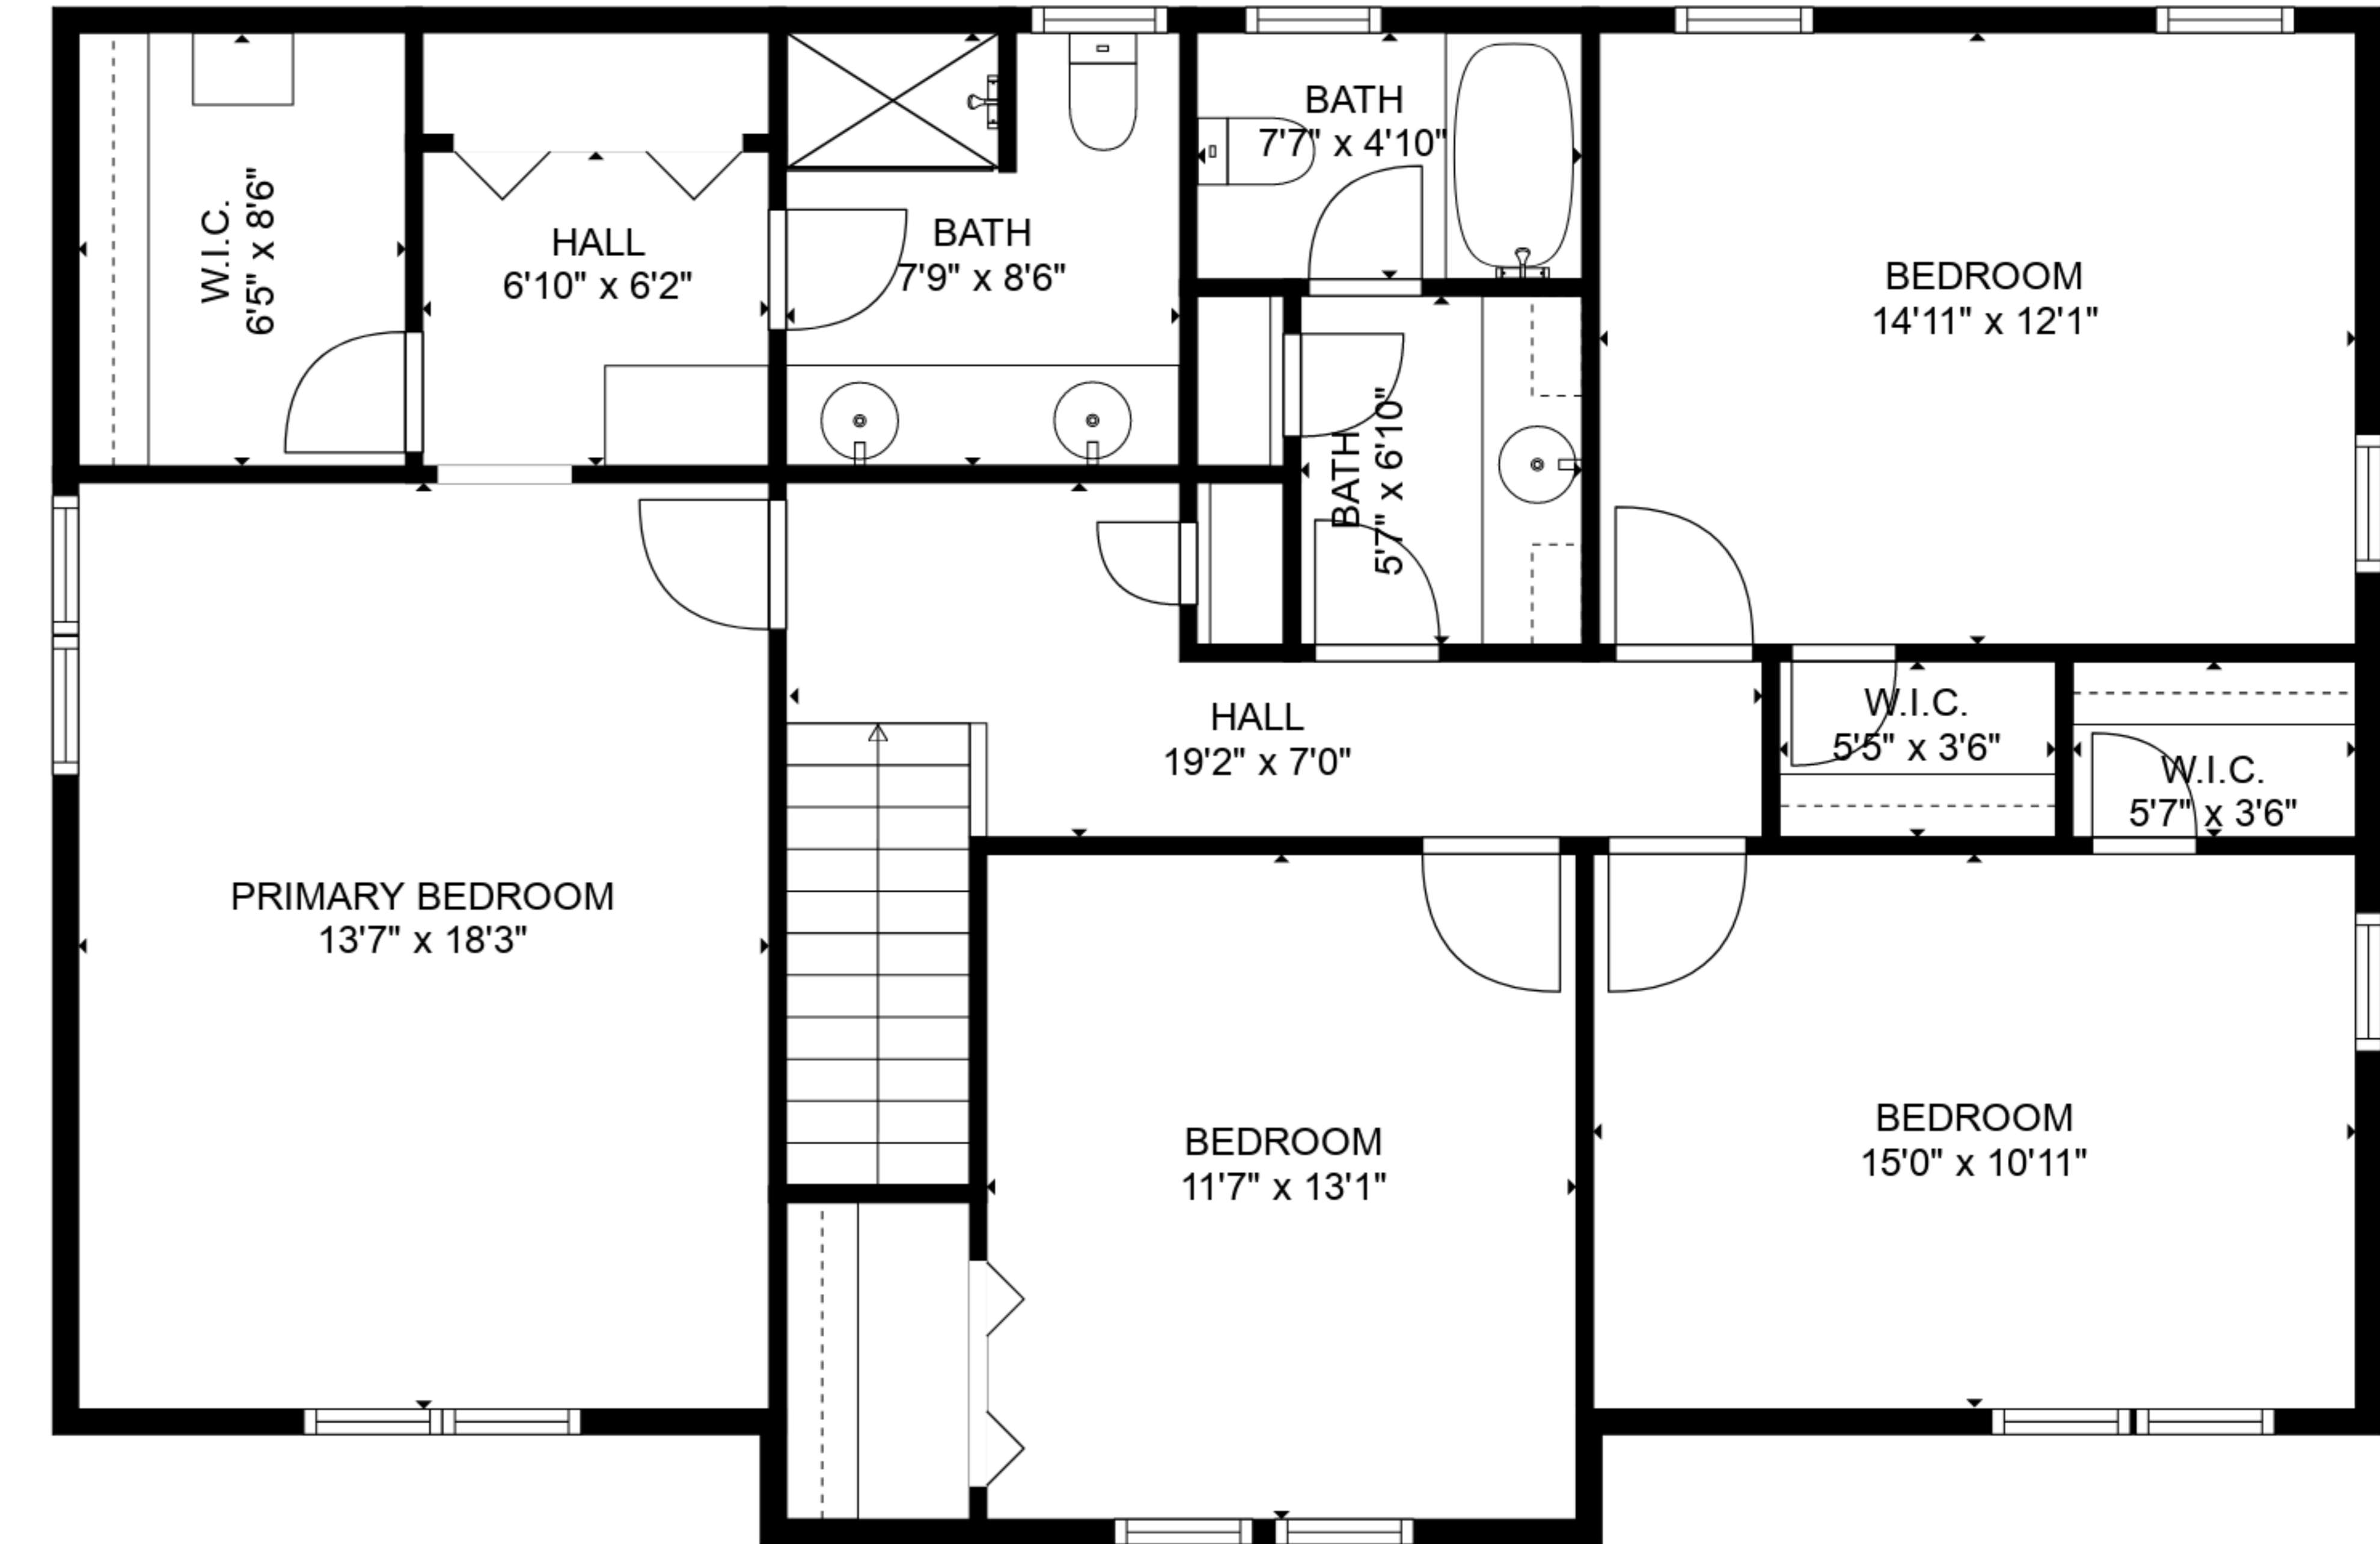 BATH
7'7" x 4'10"
W.I.C.
6'5" x 8'6"
HALL
6'10" x 6'2"
BATH
7'9" x 8'6"
BEDROOM
14'11" x 12'1"
BATH
5'7" x 6'10"
HALL
19'2" x 7'0"
W.I.C.
5'5" x 3'6"
W.I.C.
5'7" x 3'6"
PRIMARY BEDROOM
13'7" x 18'3"
BEDROOM
11'7" x 13'1"
BEDROOM
15'0" x 10'11"